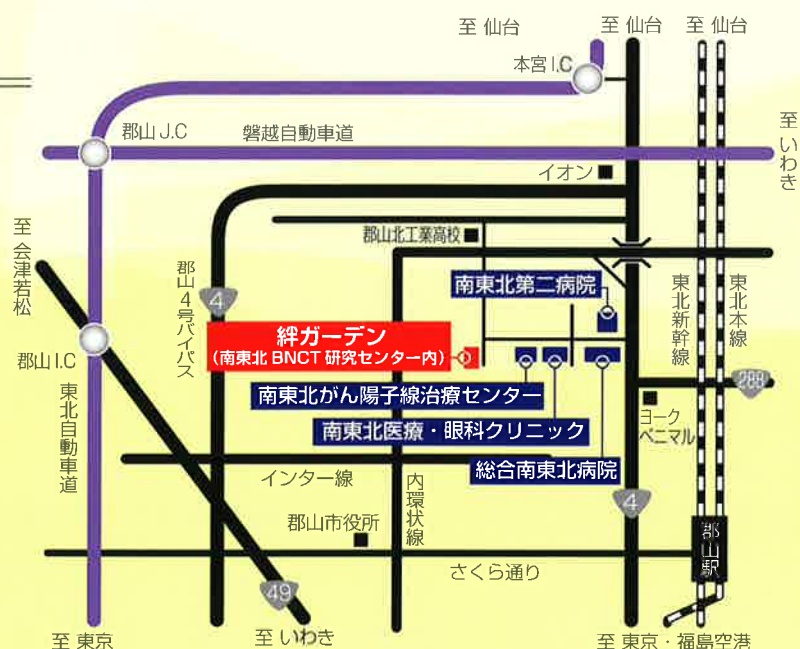 至 仙台
至 仙台
至 仙台
本宮I.C
郡山J.C
磐越自動車道
至 いわき
イオン
至 会津若松
郡山北工業高校
郡山4号バイパス
4
南東北第二病院
東北新幹線
東北本線
絆ガーデン
(南東北BNCT研究センター内)
郡山I.C
288
南東北がん陽子線治療センター
東北自動車道
ヨーク
ベニマル
南東北医療・眼科クリニック
総合南東北病院
インター線
内環状線
4
郡山市役所
郡山駅
さくら通り
49
至 東京
至 いわき
至 東京・福島空港